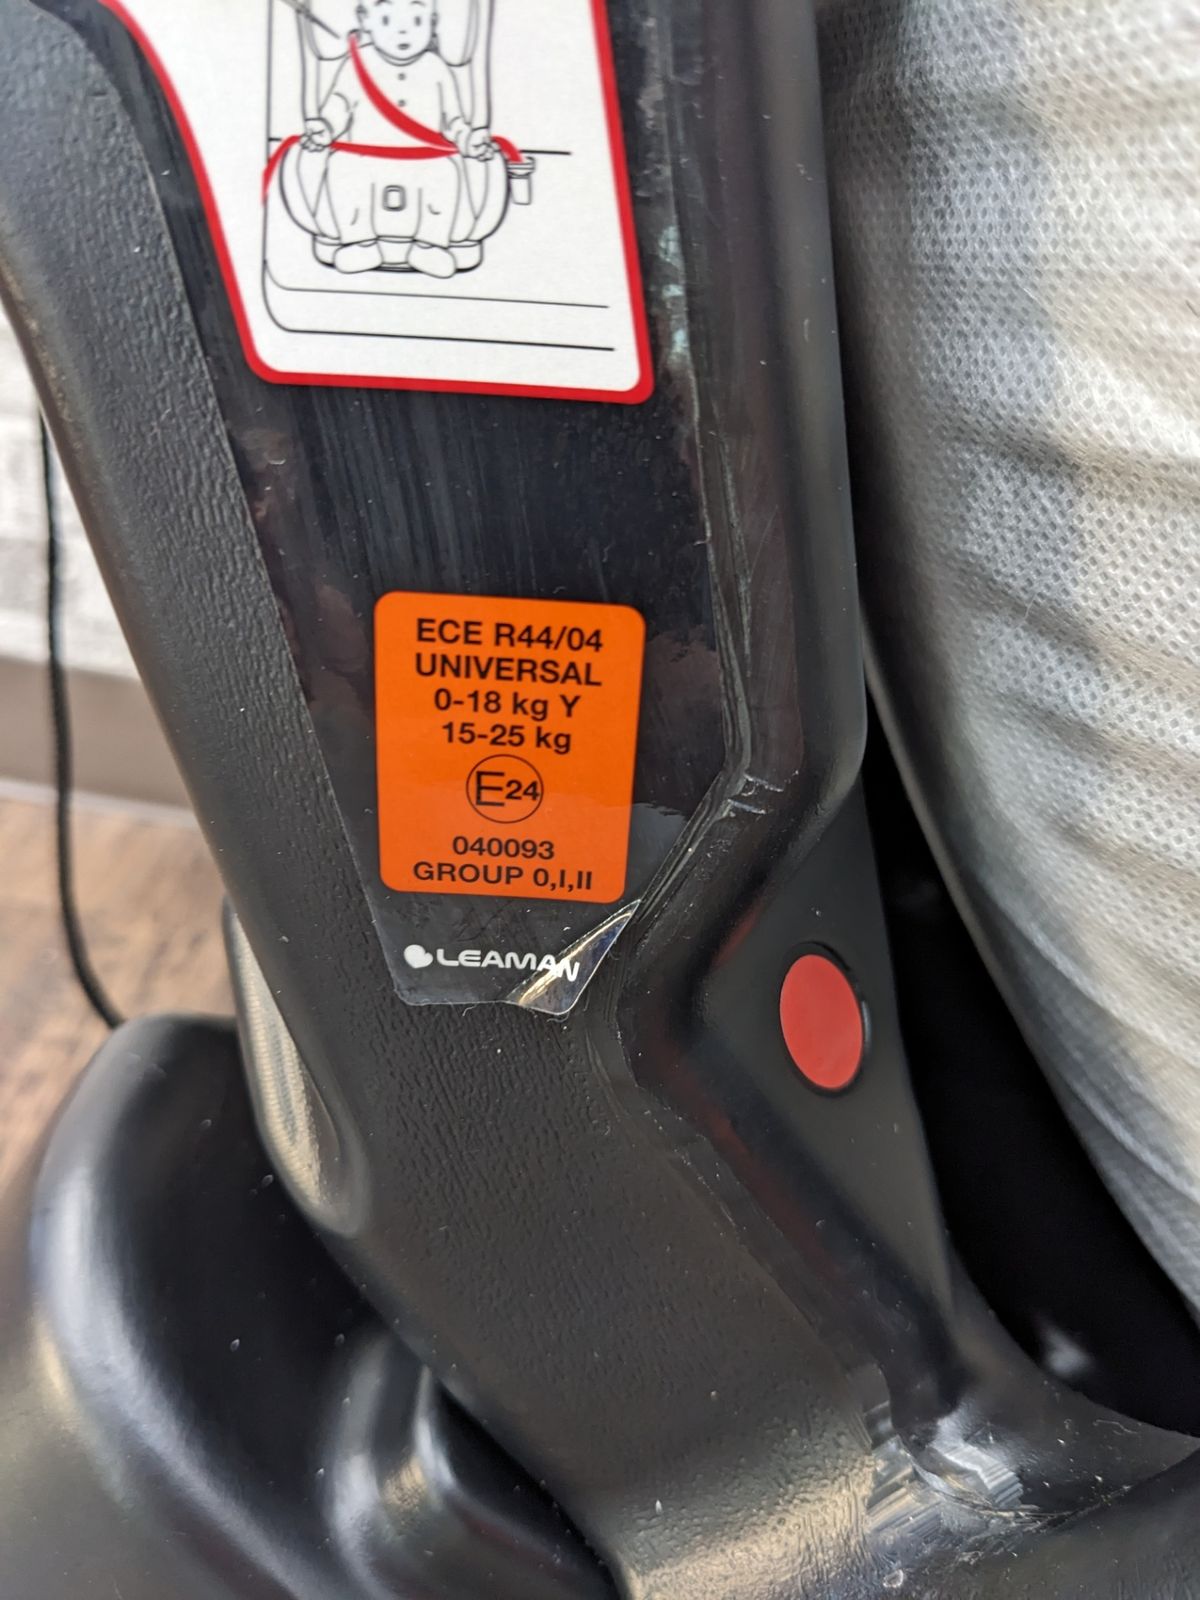 ECE R44/04
UNIVERSAL
0-18 kg Y
15-25 kg
E24
040093
GROUP 0,I,II
LEAMAN